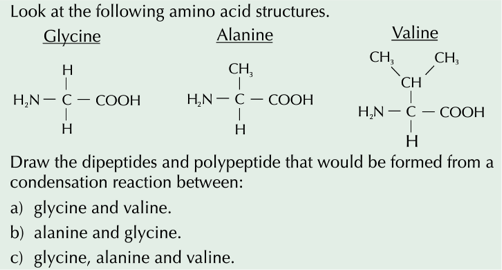 Look at the following amino acid structures.
Glycine Alanine Valine
CH₃ CH₃
H CH₃ CH
H₂N — C — COOH H₂N — C — COOH H₂N — C — COOH
H H H
Draw the dipeptides and polypeptide that would be formed from a
condensation reaction between:
a) glycine and valine.
b) alanine and glycine.
c) glycine, alanine and valine.